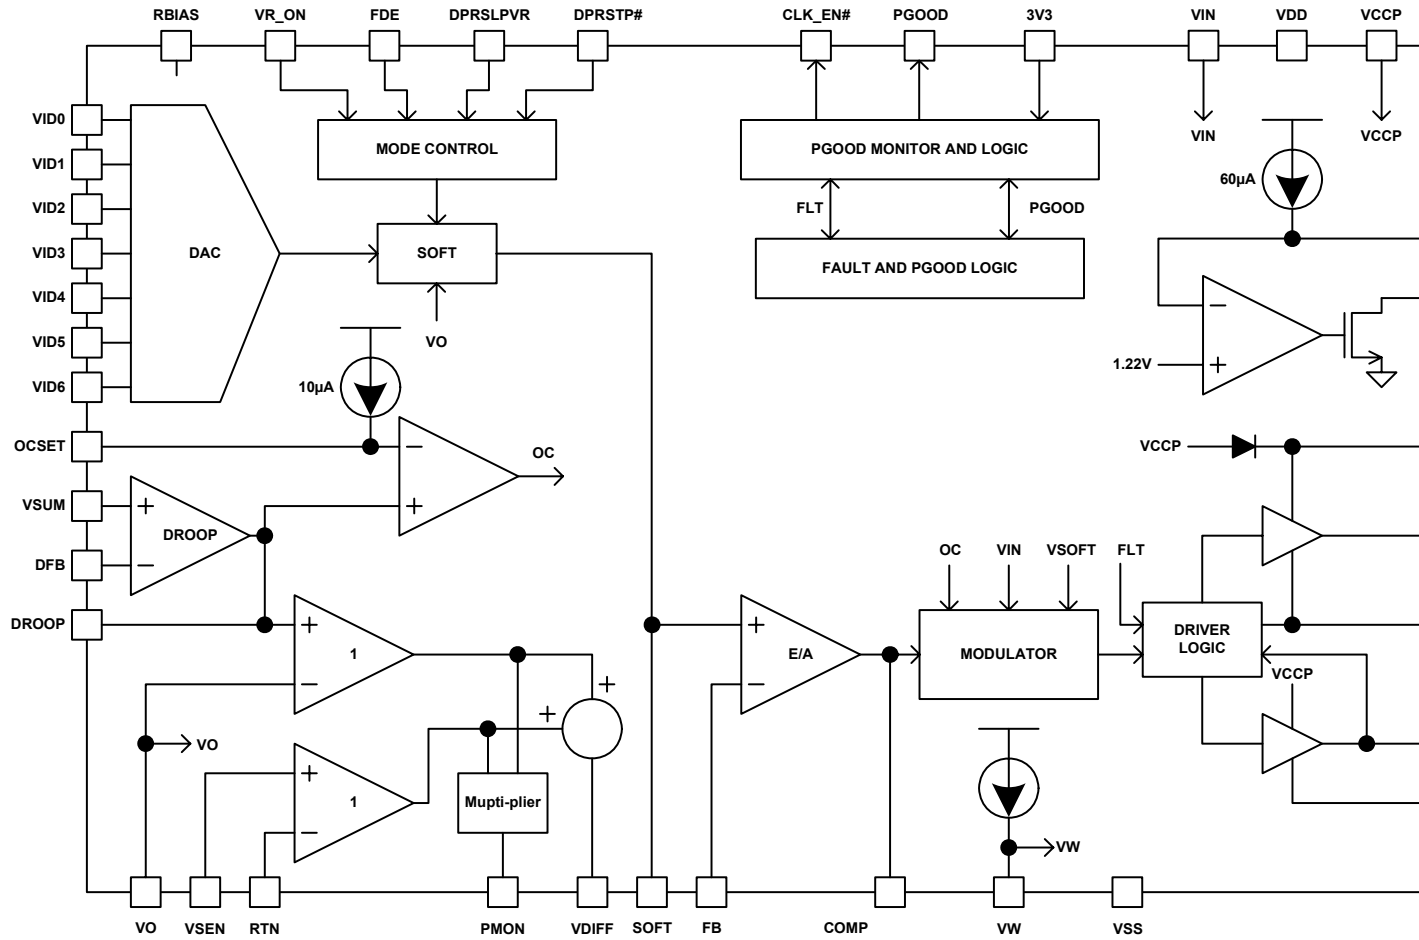 RBIAS
VR_ON
FDE
DPRSLPVR
DPRSTP#
CLK_EN#
PGOOD
3V3
VIN
VDD
VCCP
VID0
VID1
VID2
VID3
VID4
VID5
VID6
OCSET
VSUM
DFB
DROOP
DAC
MODE CONTROL
SOFT
VO
10µA
PGOOD MONITOR AND LOGIC
FLT
PGOOD
FAULT AND PGOOD LOGIC
VIN
VCCP
60µA
−
+
1.22V
−
+
OC
+
−
DROOP
VCCP
+
−
1
+
+
VO
+
−
1
Mupti-plier
+
−
E/A
OC
VIN
VSOFT
FLT
MODULATOR
DRIVER
LOGIC
VCCP
VW
VO
VSEN
RTN
PMON
VDIFF
SOFT
FB
COMP
VW
VSS